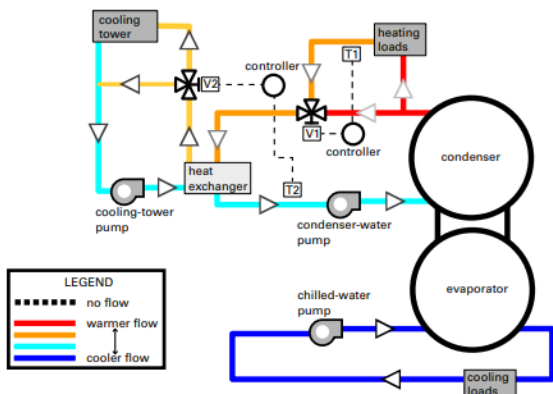 cooling
tower
controller
V2
T1
heating
loads
V1
controller
condenser
heat
exchanger
T2
cooling-tower
pump
condenser-water
pump
LEGEND
no flow
warmer flow
cooler flow
evaporator
chilled-water
pump
cooling
loads